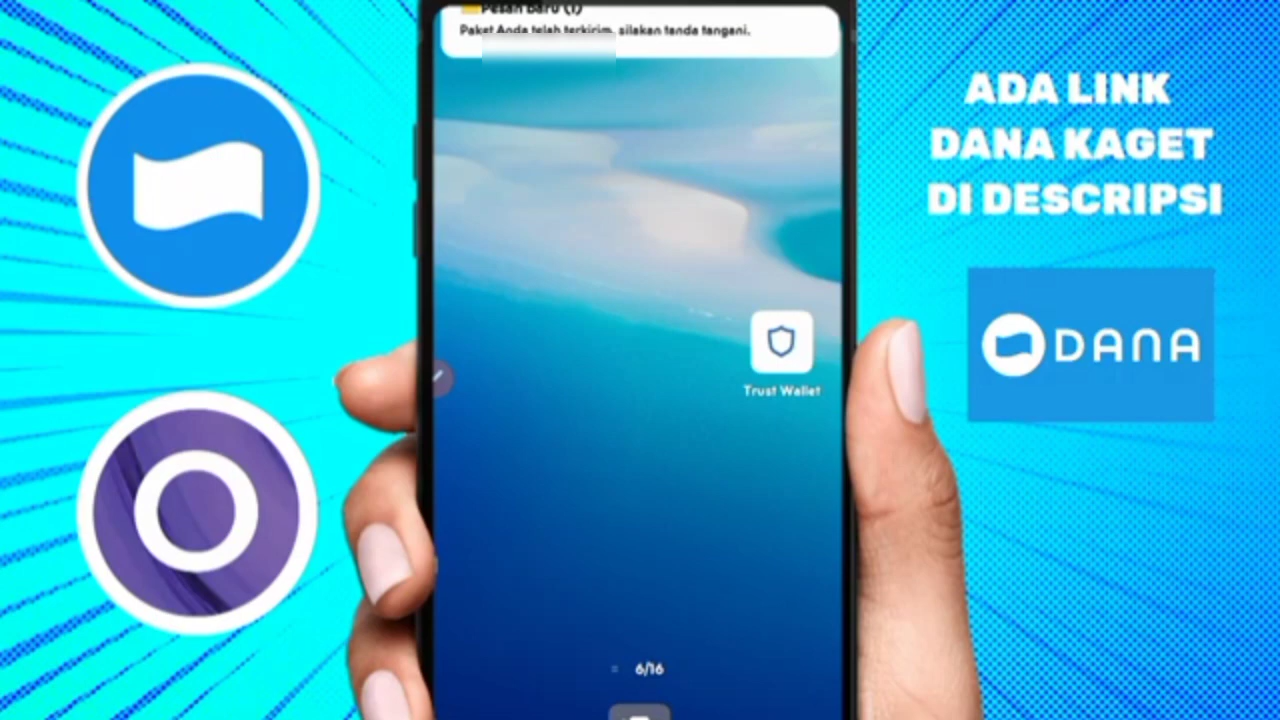 Pesan baru (1)
Paket Anda telah terkirim, silakan tanda tangani.
ADA LINK
DANA KAGET
DI DESCRIPSI
DANA
Trust Wallet
6/16